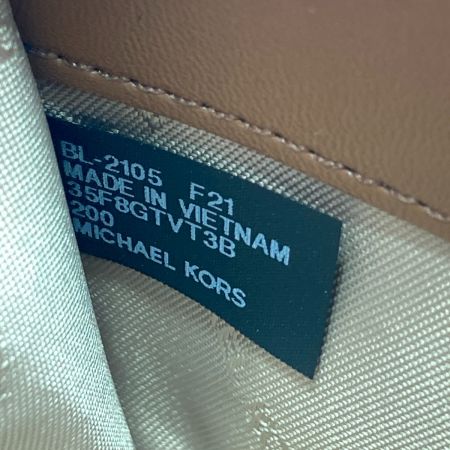 BL-2105 F21
MADE IN VIETNAM
35F8GTVT3B
200
MICHAEL KORS